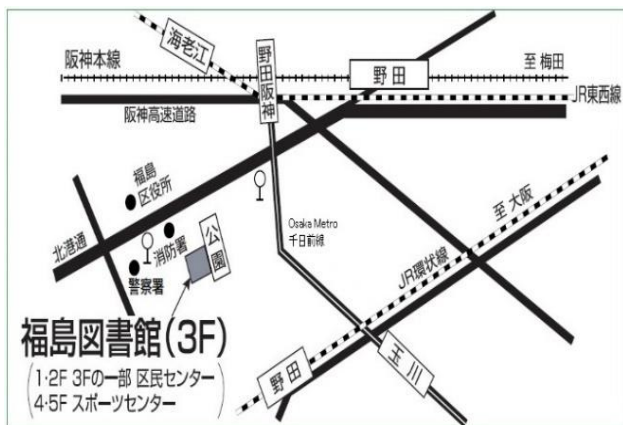 海老江
野田阪神
野田
阪神本線
至 梅田
JR東西線
阪神高速道路
福島
区役所
北港通
消防署
公園
警察署
Osaka Metro
千日前線
至 大阪
JR環状線
野田
玉川
福島図書館(3F)
(1・2F 3Fの一部 区民センター
4・5F スポーツセンター)